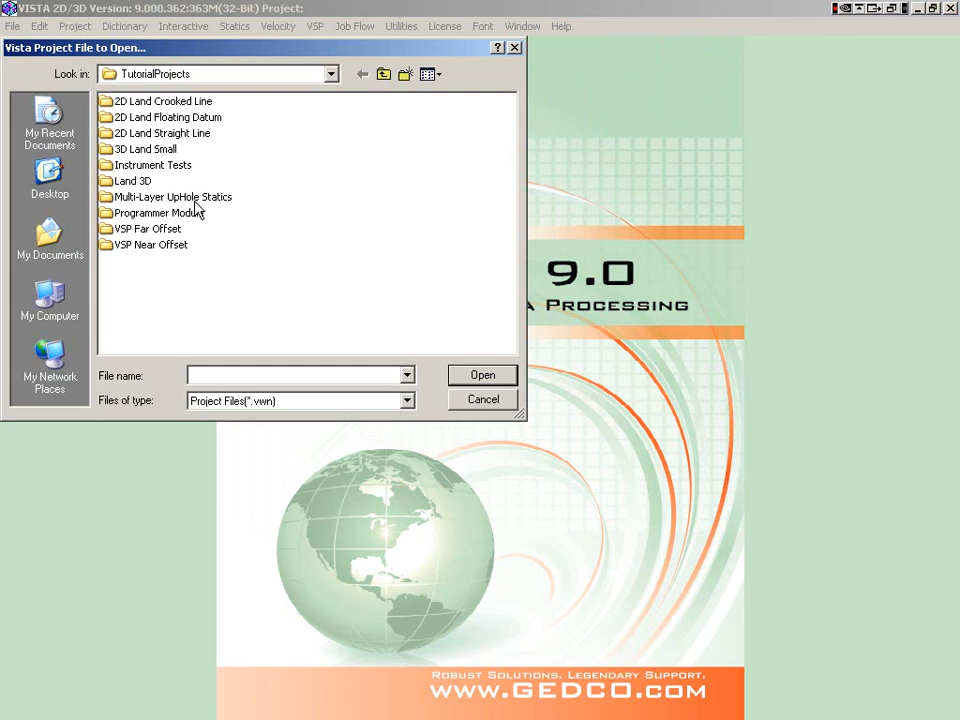 VISTA 2D/3D Version: 9.000.362:363M(32-Bit) Project:
File Edit Project Dictionary Interactive Statics Velocity VSP Job Flow Utilities License Font Window Help
Vista Project File to Open...
Look in: TutorialProjects
My Recent Documents
Desktop
My Documents
My Computer
My Network Places
2D Land Crooked Line
2D Land Floating Datum
2D Land Straight Line
3D Land Small
Instrument Tests
Land 3D
Multi-Layer UpHole Statics
Programmer Module
VSP Far Offset
VSP Near Offset
File name:
Open
Files of type: Project Files(*.vwn)
Cancel
9.0
Processing
Robust Solutions. Legendary Support.
www.GEDCO.com